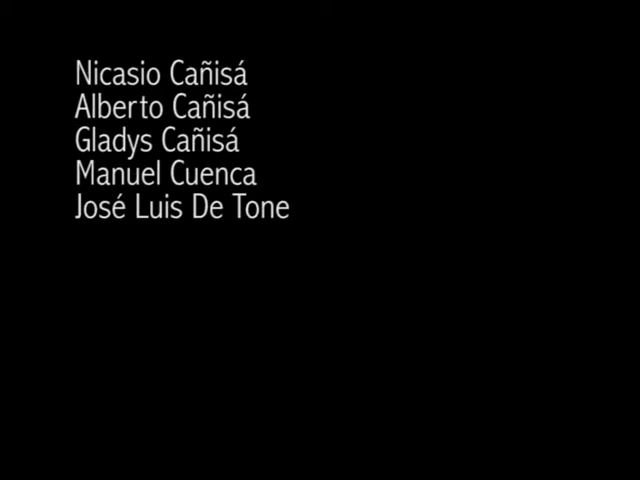 Nicasio Cañisá
Alberto Cañisá
Gladys Cañisá
Manuel Cuenca
José Luis De Tone